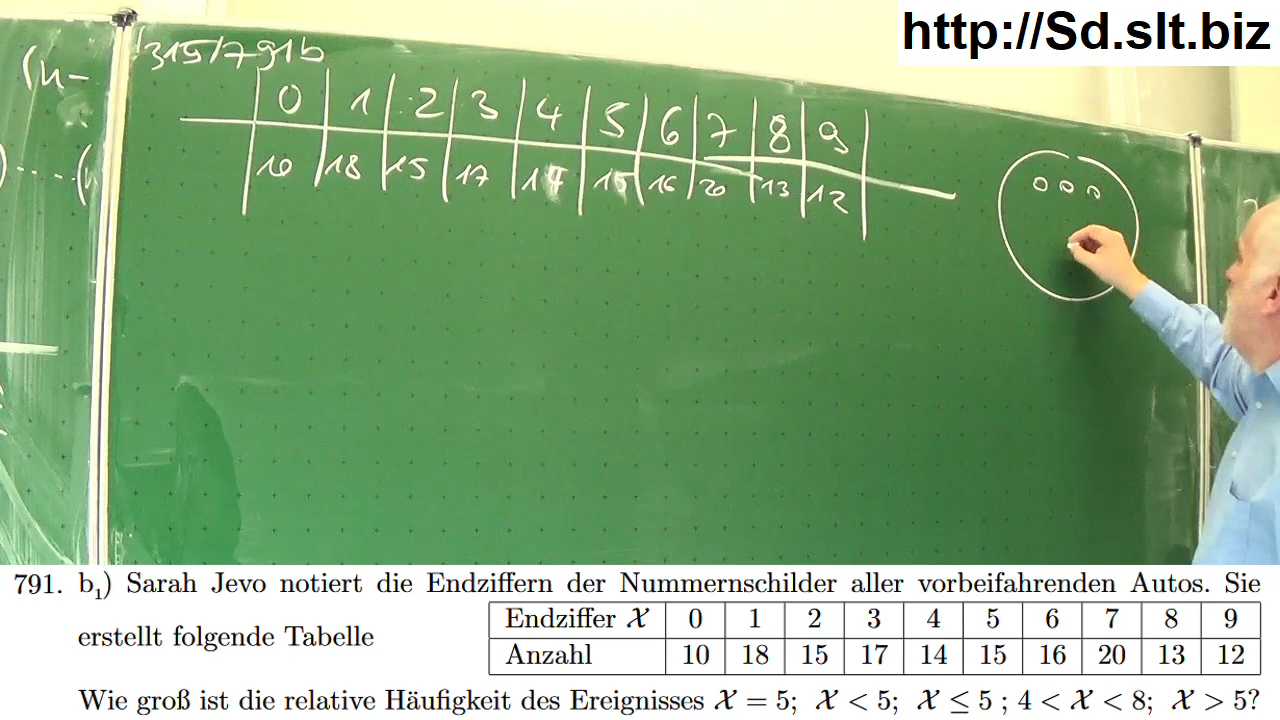 http://Sd.slt.biz
(n-
315/791b
0 1 2 3 4 5 6 7 8 9
10 18 15 17 14 15 16 20 13 12
)·····(n
791. b₁) Sarah Jevo notiert die Endziffern der Nummernschilder aller vorbeifahrenden Autos. Sie
erstellt folgende Tabelle
Endziffer X 0 1 2 3 4 5 6 7 8 9
Anzahl 10 18 15 17 14 15 16 20 13 12
Wie groß ist die relative Häufigkeit des Ereignisses X = 5; X < 5; X ≤ 5 ; 4 < X < 8; X > 5?